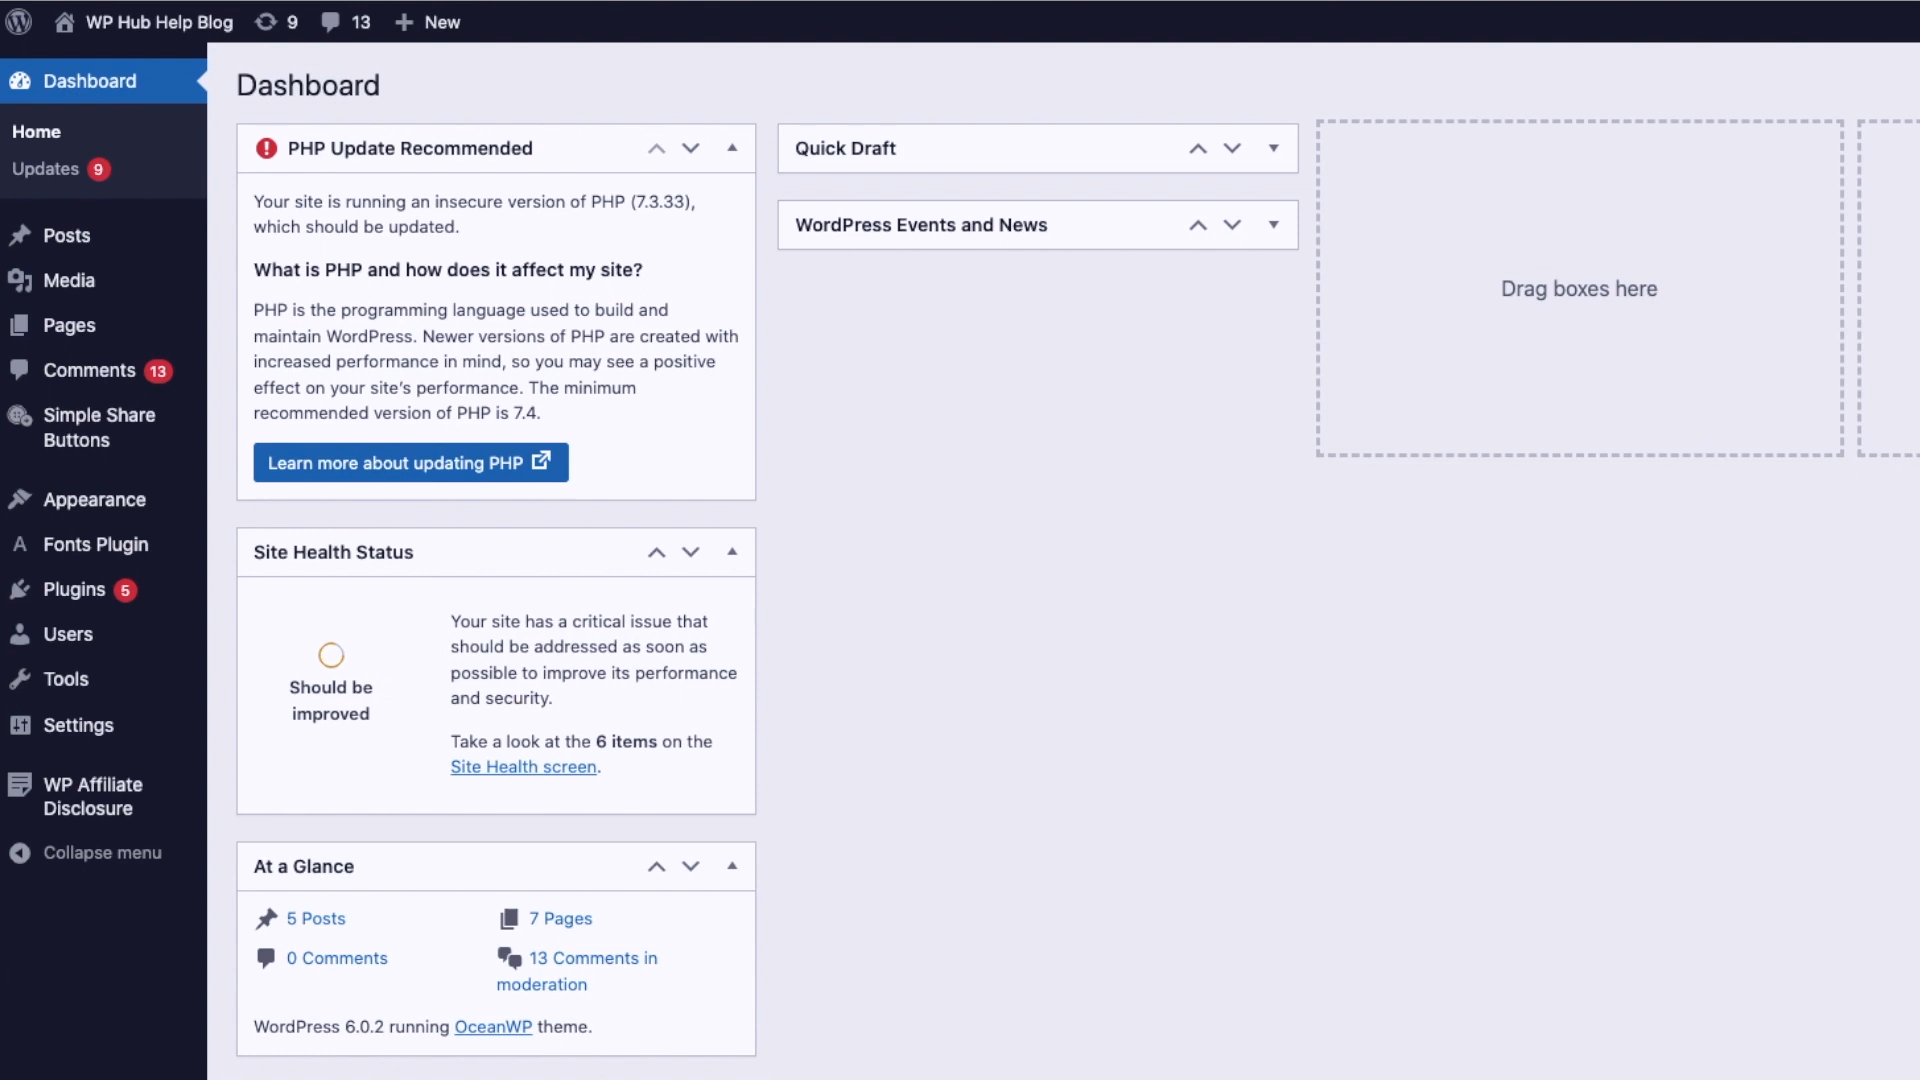 WP Hub Help Blog 9 13 New
Dashboard
Home
Updates 9
Posts
Media
Pages
Comments 13
Simple Share
Buttons
Appearance
A Fonts Plugin
Plugins 5
Users
Tools
Settings
WP Affiliate
Disclosure
Collapse menu
Dashboard
PHP Update Recommended
Your site is running an insecure version of PHP (7.3.33),
which should be updated.
What is PHP and how does it affect my site?
PHP is the programming language used to build and
maintain WordPress. Newer versions of PHP are created with
increased performance in mind, so you may see a positive
effect on your site's performance. The minimum
recommended version of PHP is 7.4.
Learn more about updating PHP
Site Health Status
Should be
improved
Your site has a critical issue that
should be addressed as soon as
possible to improve its performance
and security.
Take a look at the 6 items on the
Site Health screen.
At a Glance
5 Posts
7 Pages
0 Comments
13 Comments in
moderation
WordPress 6.0.2 running OceanWP theme.
Quick Draft
WordPress Events and News
Drag boxes here